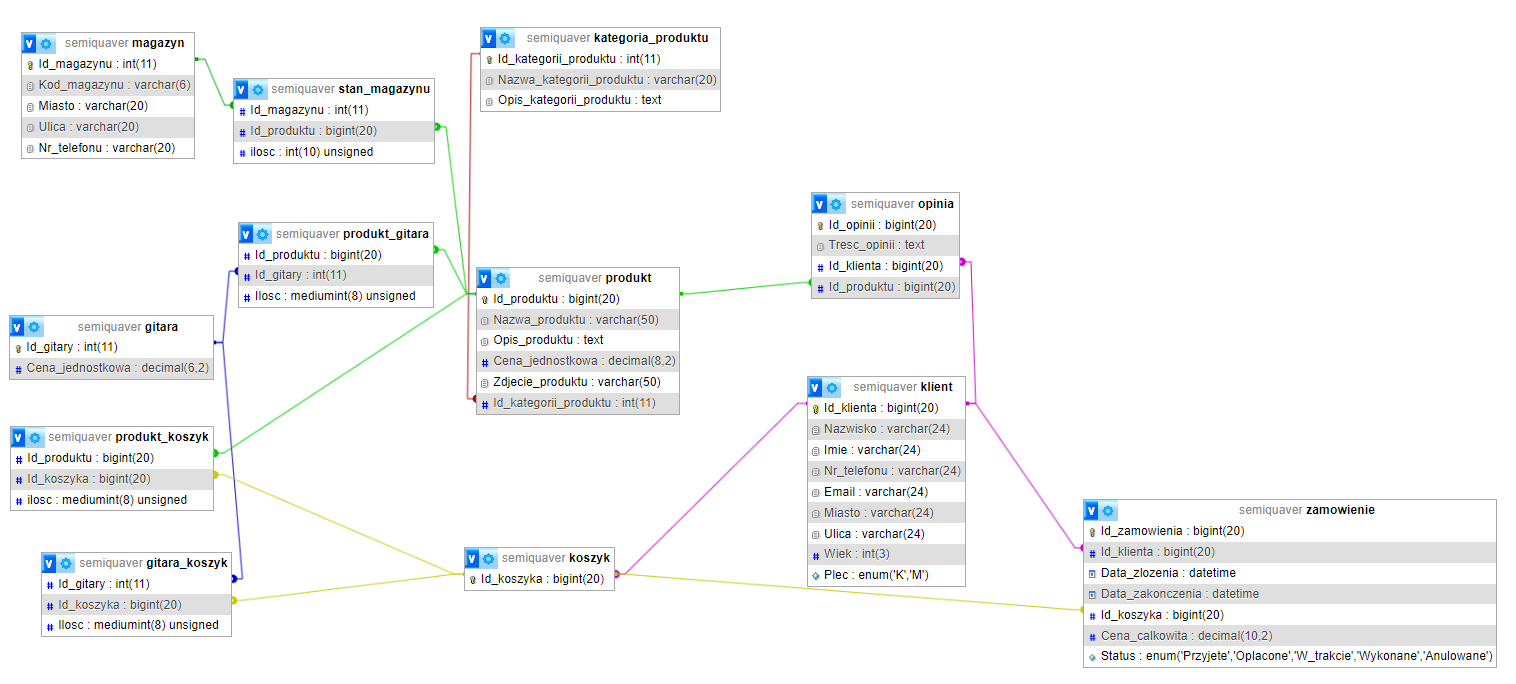 semiquaver magazyn
Id_magazynu : int(11)
Kod_magazynu : varchar(6)
Miasto : varchar(20)
Ulica : varchar(20)
Nr_telefonu : varchar(20)
semiquaver stan_magazynu
Id_magazynu : int(11)
Id_produktu : bigint(20)
ilosc : int(10) unsigned
semiquaver kategoria_produktu
Id_kategorii_produktu : int(11)
Nazwa_kategorii_produktu : varchar(20)
Opis_kategorii_produktu : text
semiquaver produkt_gitara
Id_produktu : bigint(20)
Id_gitary : int(11)
Ilosc : mediumint(8) unsigned
semiquaver gitara
Id_gitary : int(11)
Cena_jednostkowa : decimal(6,2)
semiquaver produkt
Id_produktu : bigint(20)
Nazwa_produktu : varchar(50)
Opis_produktu : text
Cena_jednostkowa : decimal(8,2)
Zdjecie_produktu : varchar(50)
Id_kategorii_produktu : int(11)
semiquaver opinia
Id_opinii : bigint(20)
Tresc_opinii : text
Id_klienta : bigint(20)
Id_produktu : bigint(20)
semiquaver produkt_koszyk
Id_produktu : bigint(20)
Id_koszyka : bigint(20)
ilosc : mediumint(8) unsigned
semiquaver gitara_koszyk
Id_gitary : int(11)
Id_koszyka : bigint(20)
Ilosc : mediumint(8) unsigned
semiquaver koszyk
Id_koszyka : bigint(20)
semiquaver klient
Id_klienta : bigint(20)
Nazwisko : varchar(24)
Imie : varchar(24)
Nr_telefonu : varchar(24)
Email : varchar(24)
Miasto : varchar(24)
Ulica : varchar(24)
Wiek : int(3)
Plec : enum('K','M')
semiquaver zamowienie
Id_zamowienia : bigint(20)
Id_klienta : bigint(20)
Data_zlozenia : datetime
Data_zakonczenia : datetime
Id_koszyka : bigint(20)
Cena_calkowita : decimal(10,2)
Status : enum('Przyjete','Oplacone','W_trakcie','Wykonane','Anulowane')